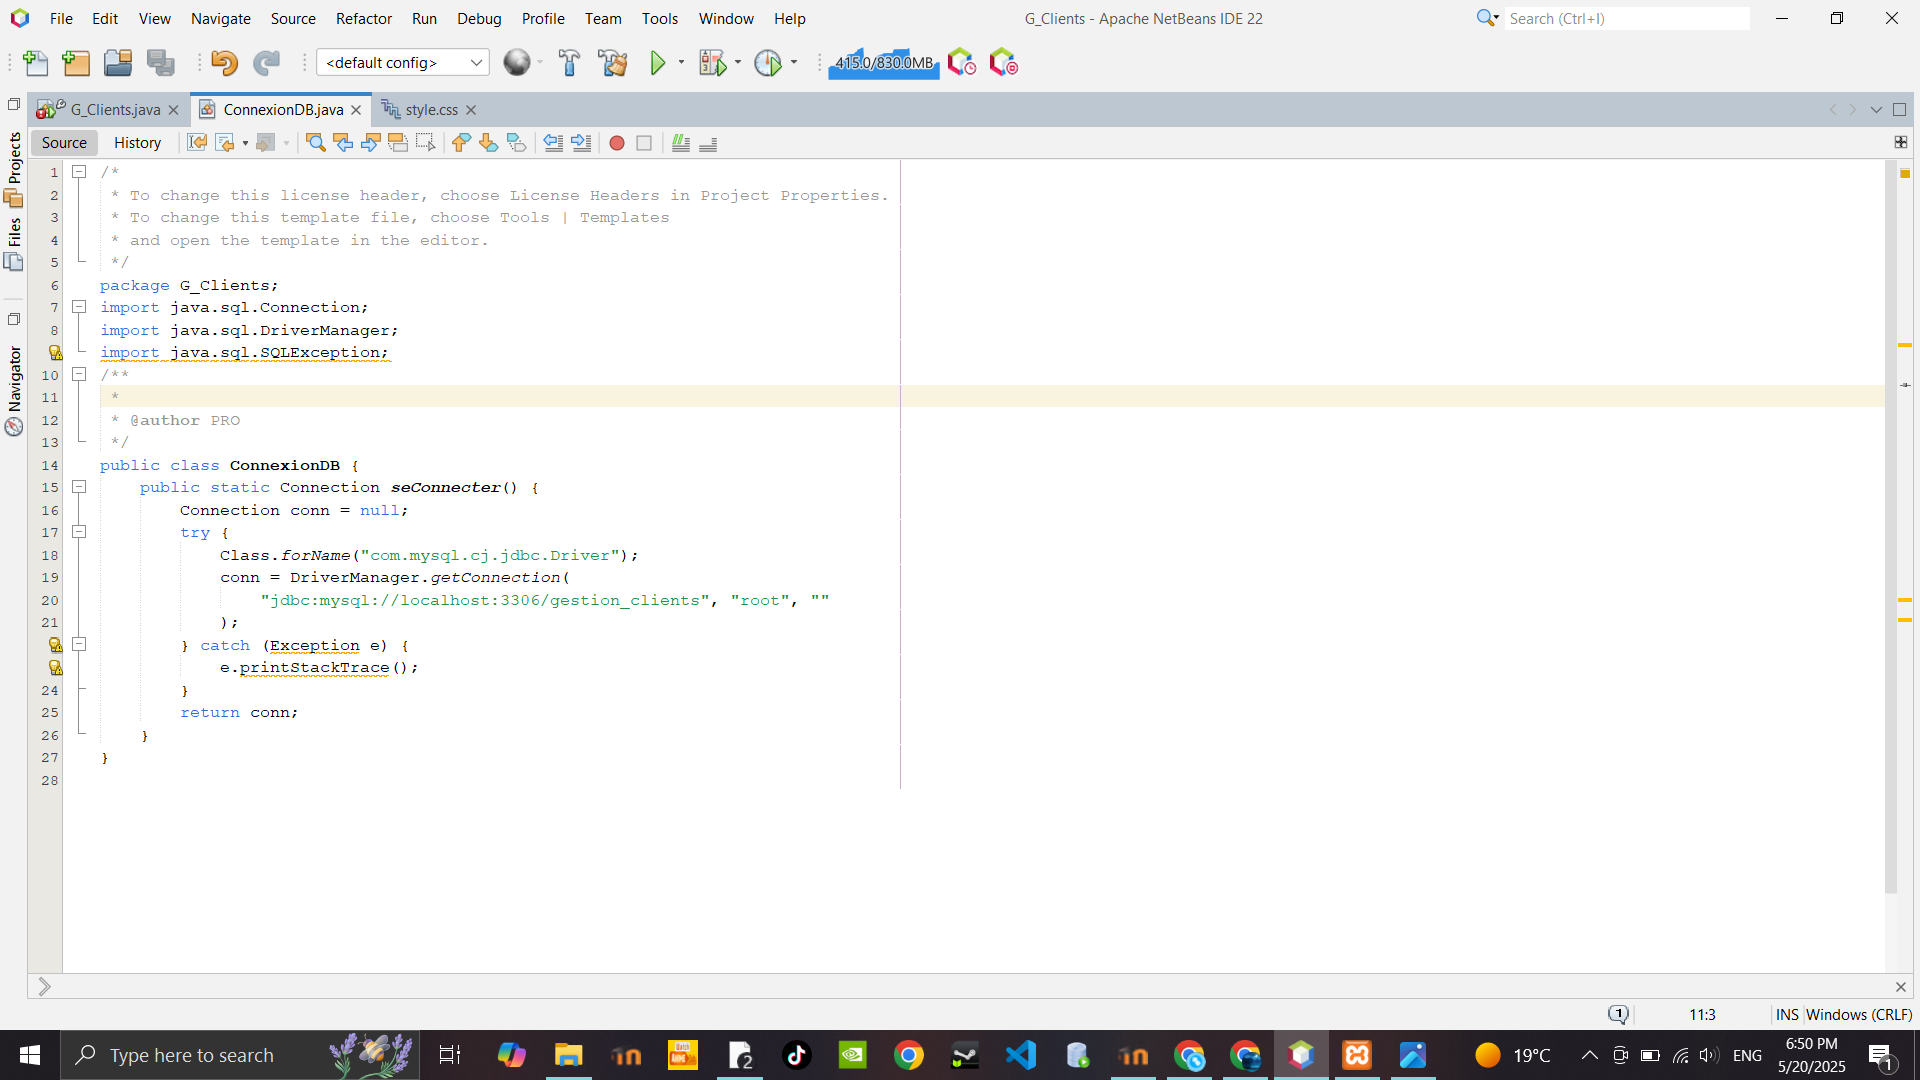 File Edit View Navigate Source Refactor Run Debug Profile Team Tools Window Help
G_Clients - Apache NetBeans IDE 22
Search (Ctrl+I)
<default config>
415.0/830.0MB
G_Clients.java
ConnexionDB.java
style.css
Source
History
Projects
Files
Navigator
1 /*
2 * To change this license header, choose License Headers in Project Properties.
3 * To change this template file, choose Tools | Templates
4 * and open the template in the editor.
5 */
6 package G_Clients;
7 import java.sql.Connection;
8 import java.sql.DriverManager;
import java.sql.SQLException;
10 /**
11 *
12 * @author PRO
13 */
14 public class ConnexionDB {
15 public static Connection seConnecter() {
16 Connection conn = null;
17 try {
18 Class.forName("com.mysql.cj.jdbc.Driver");
19 conn = DriverManager.getConnection(
20 "jdbc:mysql://localhost:3306/gestion_clients", "root", ""
21 );
} catch (Exception e) {
e.printStackTrace();
24 }
25 return conn;
26 }
27 }
28
1
11:3
INS
Windows (CRLF)
Type here to search
2
19°C
ENG
6:50 PM
5/20/2025
1